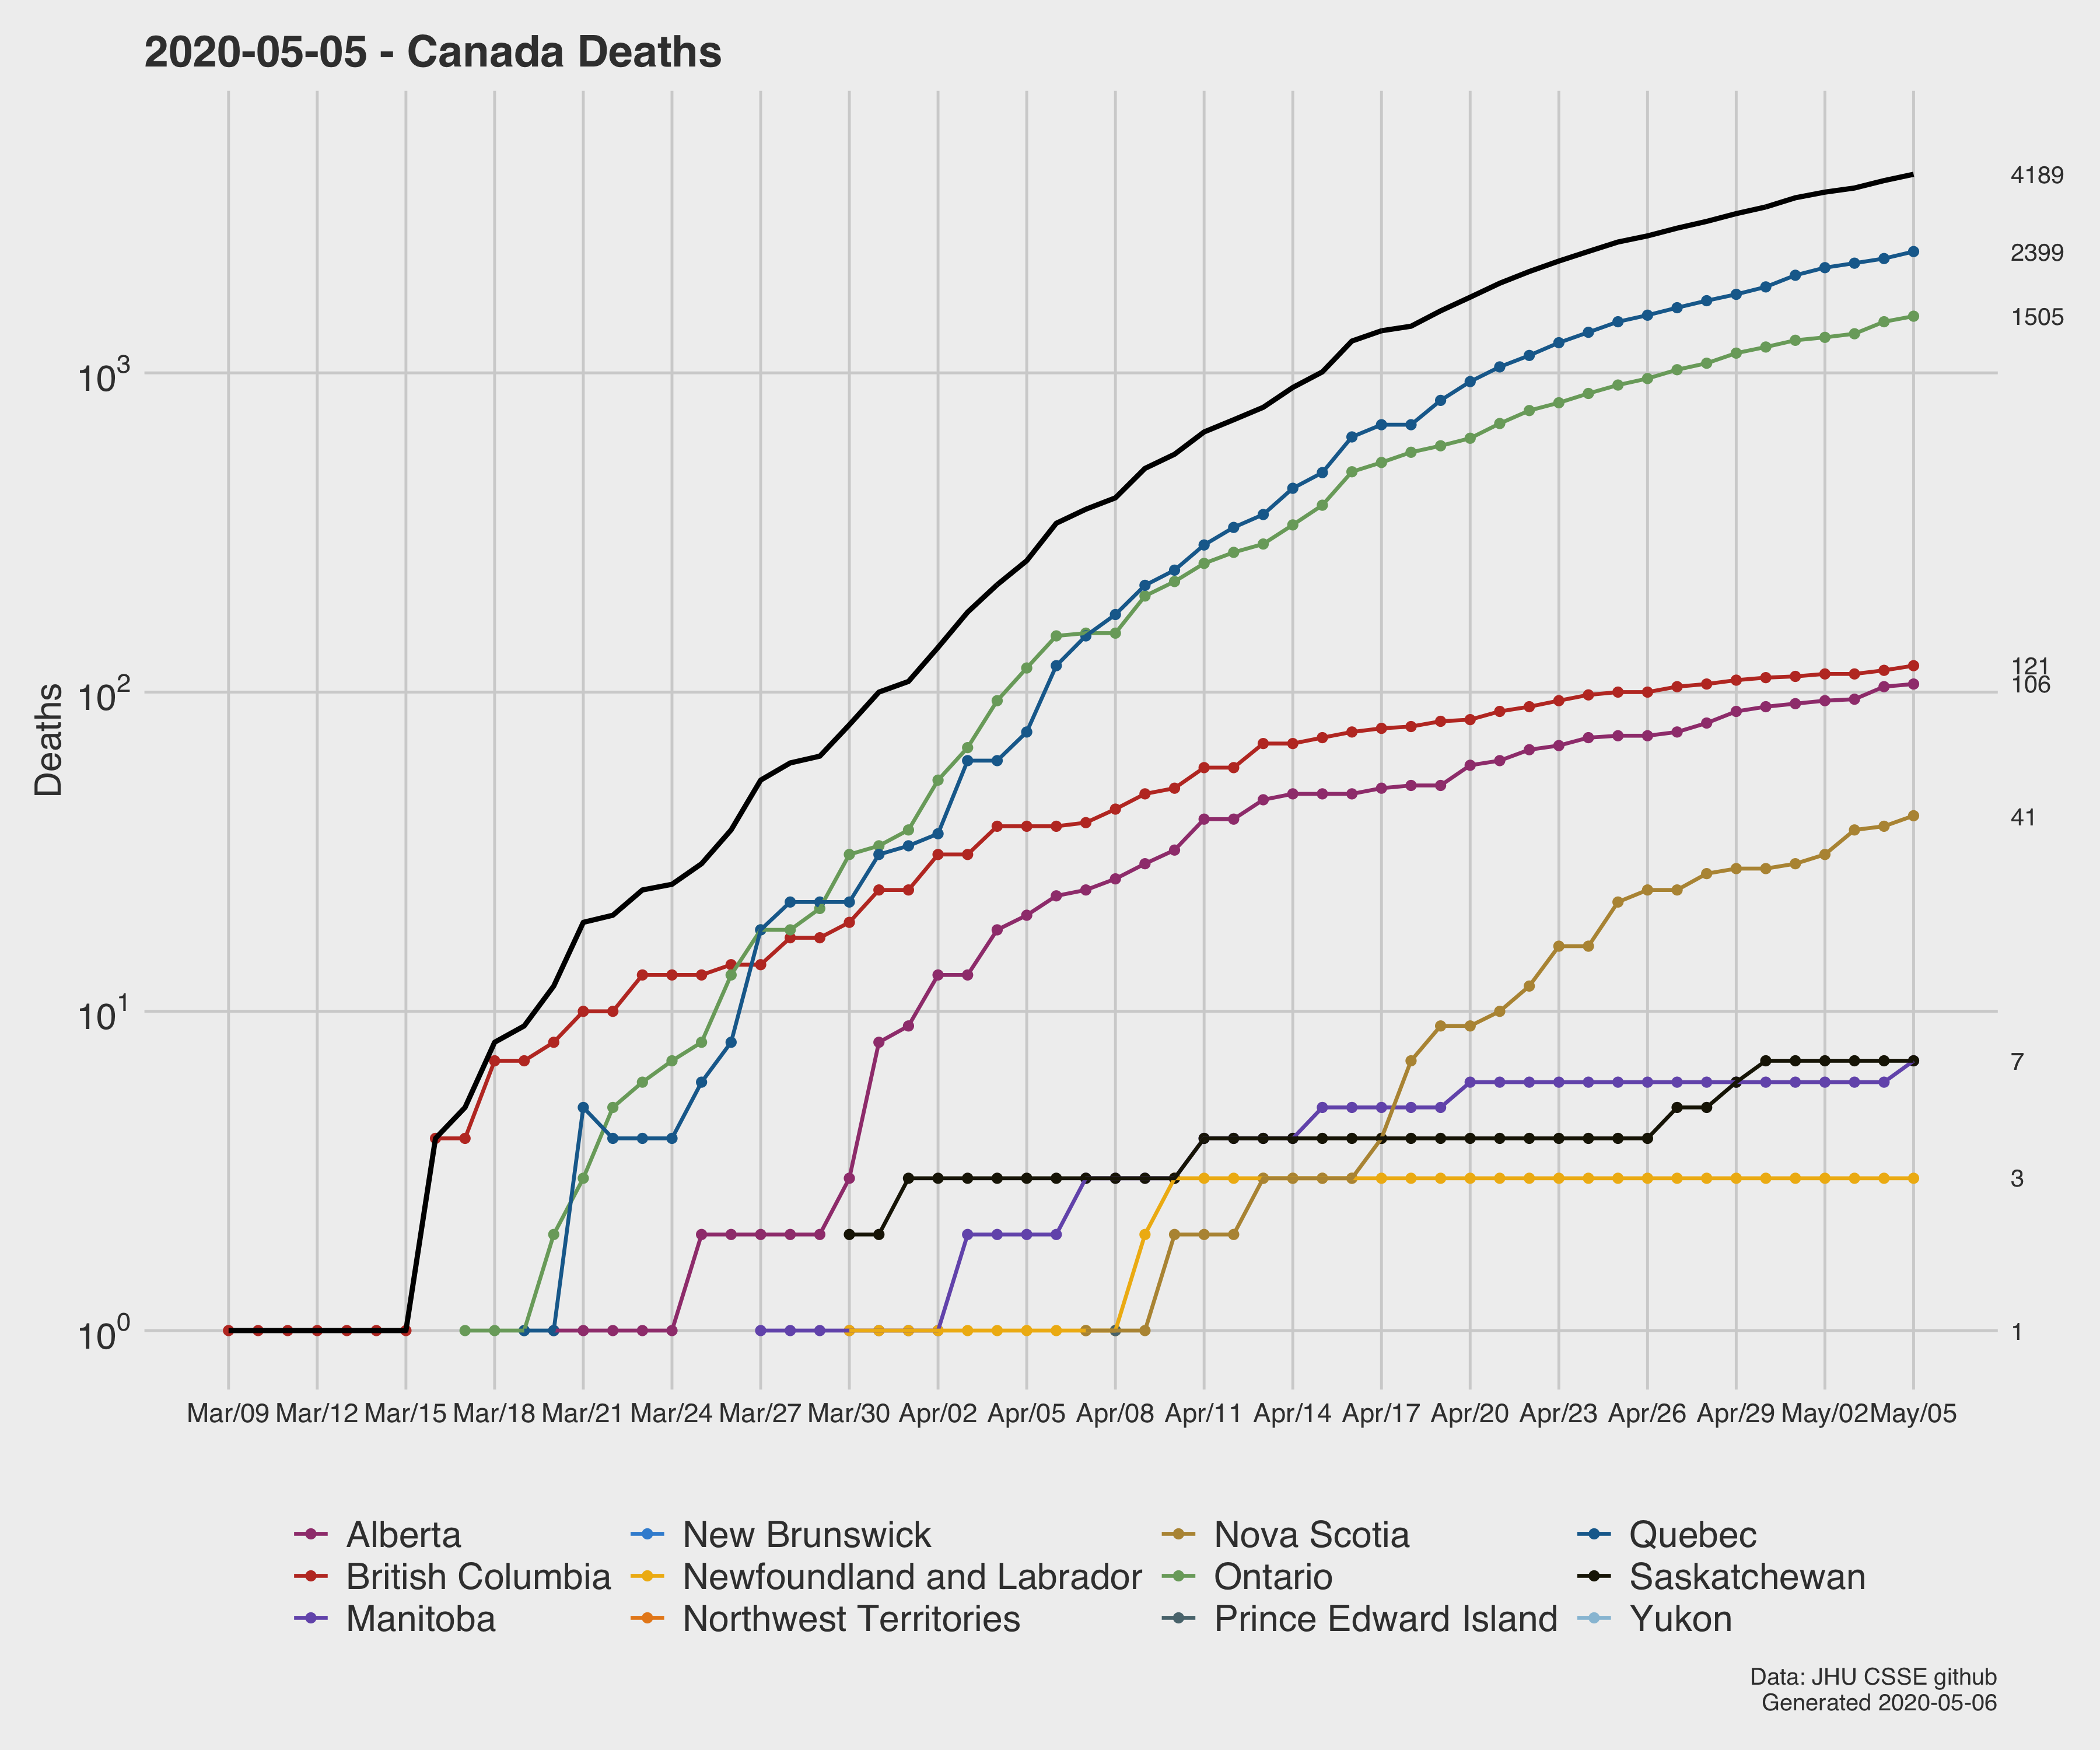 2020-05-05 - Canada Deaths
4189
2399
1505
10³
121
10²
106
Deaths
41
10¹
7
3
10⁰
1
Mar/09 Mar/12 Mar/15 Mar/18 Mar/21 Mar/24 Mar/27 Mar/30 Apr/02 Apr/05 Apr/08 Apr/11 Apr/14 Apr/17 Apr/20 Apr/23 Apr/26 Apr/29 May/02 May/05
Alberta New Brunswick Nova Scotia Quebec
British Columbia Newfoundland and Labrador Ontario Saskatchewan
Manitoba Northwest Territories Prince Edward Island Yukon
Data: JHU CSSE github
Generated 2020-05-06